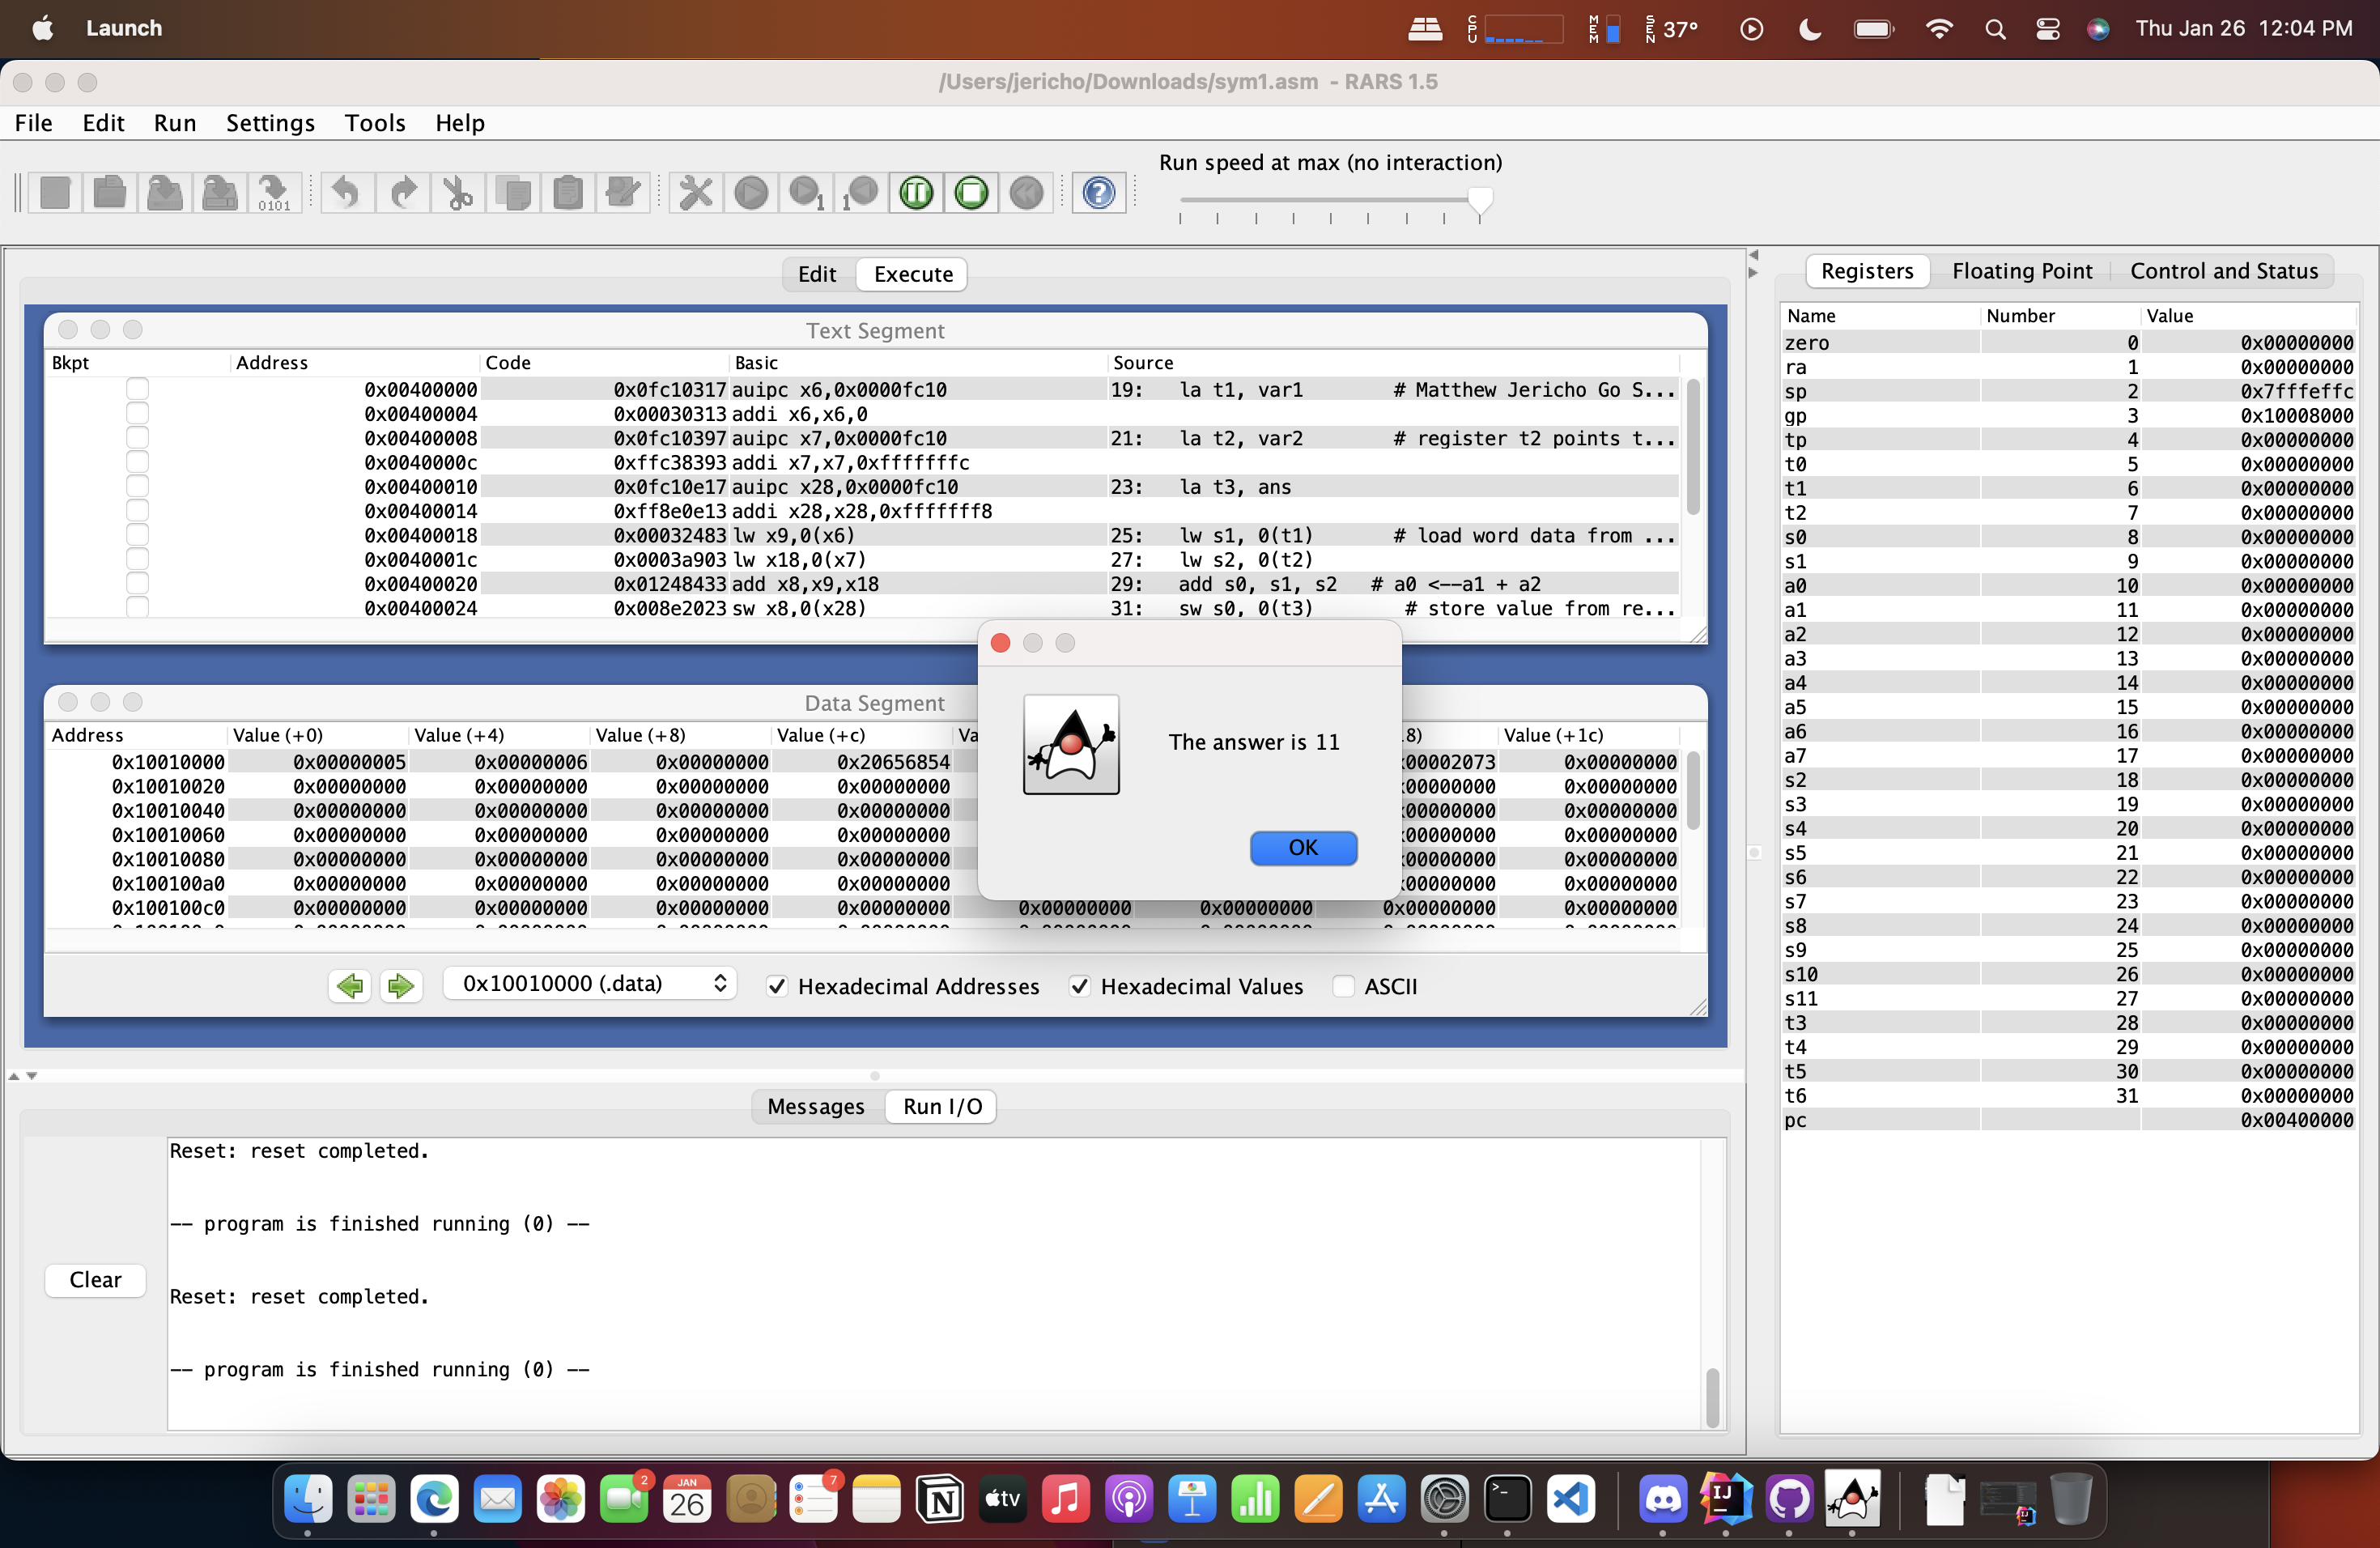 Launch
CPU
MEM
SEN 37°
Thu Jan 26 12:04 PM
/Users/jericho/Downloads/sym1.asm - RARS 1.5
File Edit Run Settings Tools Help
Run speed at max (no interaction)
0101
1
1
Edit Execute
Text Segment
Bkpt Address Code Basic Source
0x00400000 0x0fc10317 auipc x6,0x0000fc10 19: la t1, var1 # Matthew Jericho Go S...
0x00400004 0x00030313 addi x6,x6,0
0x00400008 0x0fc10397 auipc x7,0x0000fc10 21: la t2, var2 # register t2 points t...
0x0040000c 0xffc38393 addi x7,x7,0xfffffffc
0x00400010 0x0fc10e17 auipc x28,0x0000fc10 23: la t3, ans
0x00400014 0xff8e0e13 addi x28,x28,0xfffffff8
0x00400018 0x00032483 lw x9,0(x6) 25: lw s1, 0(t1) # load word data from ...
0x0040001c 0x0003a903 lw x18,0(x7) 27: lw s2, 0(t2)
0x00400020 0x01248433 add x8,x9,x18 29: add s0, s1, s2 # a0 <--a1 + a2
0x00400024 0x008e2023 sw x8,0(x28) 31: sw s0, 0(t3) # store value from re...
Data Segment
Address Value (+0) Value (+4) Value (+8) Value (+c) Va 8) Value (+1c)
0x10010000 0x00000005 0x00000006 0x00000000 0x20656854 x00002073 0x00000000
0x10010020 0x00000000 0x00000000 0x00000000 0x00000000 x00000000 0x00000000
0x10010040 0x00000000 0x00000000 0x00000000 0x00000000 x00000000 0x00000000
0x10010060 0x00000000 0x00000000 0x00000000 0x00000000 x00000000 0x00000000
0x10010080 0x00000000 0x00000000 0x00000000 0x00000000 x00000000 0x00000000
0x100100a0 0x00000000 0x00000000 0x00000000 0x00000000 x00000000 0x00000000
0x100100c0 0x00000000 0x00000000 0x00000000 0x00000000 0x00000000 0x00000000 0x00000000 0x00000000
The answer is 11
OK
0x10010000 (.data) Hexadecimal Addresses Hexadecimal Values ASCII
Messages Run I/O
Reset: reset completed.
-- program is finished running (0) --
Clear
Reset: reset completed.
-- program is finished running (0) --
Registers Floating Point Control and Status
Name Number Value
zero 0 0x00000000
ra 1 0x00000000
sp 2 0x7fffeffc
gp 3 0x10008000
tp 4 0x00000000
t0 5 0x00000000
t1 6 0x00000000
t2 7 0x00000000
s0 8 0x00000000
s1 9 0x00000000
a0 10 0x00000000
a1 11 0x00000000
a2 12 0x00000000
a3 13 0x00000000
a4 14 0x00000000
a5 15 0x00000000
a6 16 0x00000000
a7 17 0x00000000
s2 18 0x00000000
s3 19 0x00000000
s4 20 0x00000000
s5 21 0x00000000
s6 22 0x00000000
s7 23 0x00000000
s8 24 0x00000000
s9 25 0x00000000
s10 26 0x00000000
s11 27 0x00000000
t3 28 0x00000000
t4 29 0x00000000
t5 30 0x00000000
t6 31 0x00000000
pc 0x00400000
2
JAN
26
7
tv
IJ